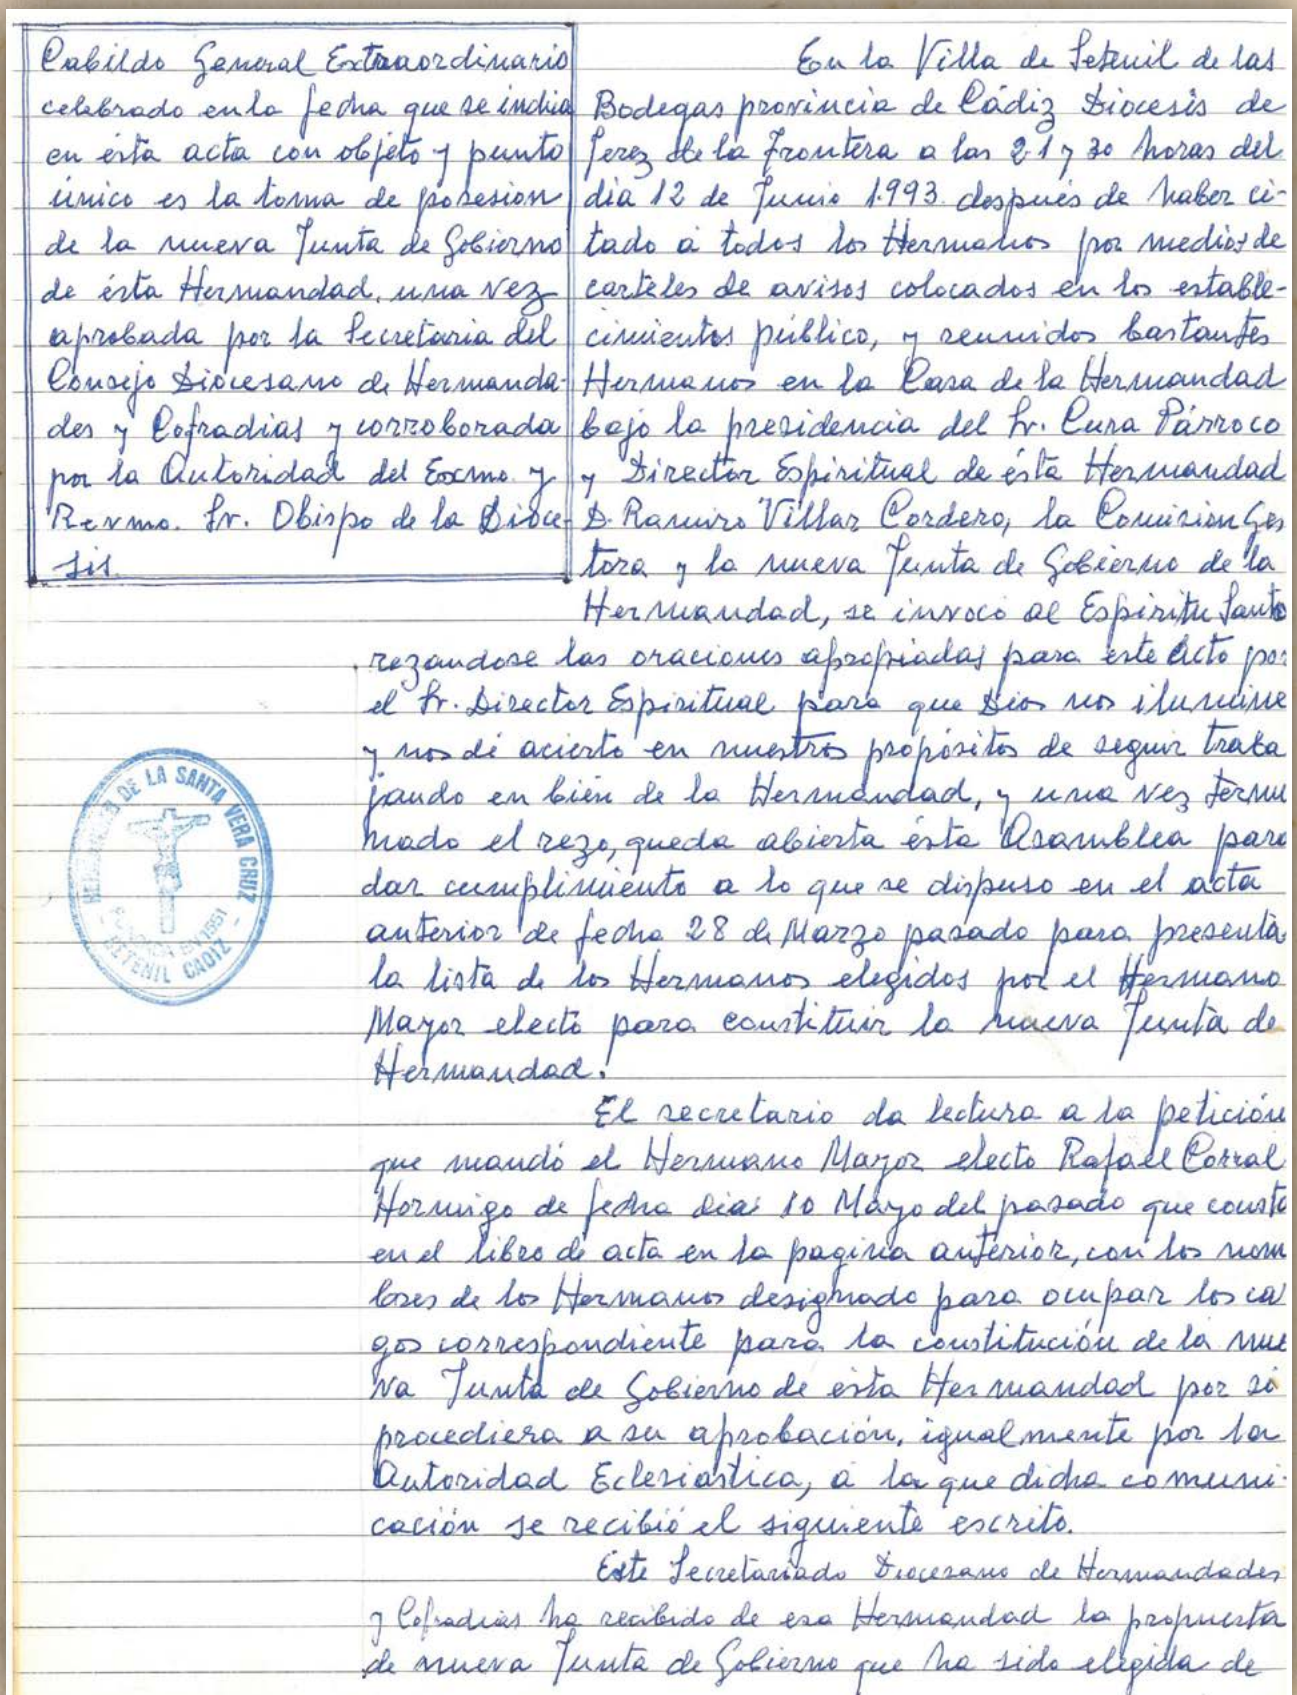 Cabildo General Extraordinario
celebrado en la fecha que se indica
en ésta acta con objeto y punto
único es la toma de posesion
de la nueva Junta de Gobierno
de ésta Hermandad, una vez
aprobada por la Secretaria del
Consejo Diocesano de Hermanda-
des y Cofradias y corroborada
por la Autoridad del Excmo. y
Rervmo. Sr. Obispo de la Dioce-
sis.
En la Villa de Setenil de las
Bodegas provincia de Cádiz Diocesis de
Jerez de la Frontera a las 21 y 30 horas del
dia 12 de Junio 1.993. después de haber ci-
tado a todos los Hermanos por medios de
carteles de avisos colocados en los estable-
cimientos público, y reunidos bastantes
Hermanos en la Casa de la Hermandad
bajo la presidencia del Sr. Cura Párroco
y Director Espiritual de ésta Hermandad
D. Ramiro Villar Cordero, la Comision Ges
tora y la nueva Junta de Gobierno de la
Hermandad, se invocó al Espiritu Santo
rezandose las oraciones apropiadas para este Acto por
el Sr. Director Espiritual para que Dios nos ilumine
y nos dé acierto en nuestros propósitos de seguir traba
jando en bien de la Hermandad, y una vez termi
nado el rezo, queda abierta ésta Asamblea para
dar cumplimiento a lo que se dispuso en el acta
anterior de fecha 28 de Marzo pasado para presenta
la lista de los Hermanos elegidos por el Hermano
Mayor electo para constituir la nueva Junta de
Hermandad.
HERMANDAD DE LA SANTA VERA CRUZ
FUNDADA EN 1551
- SETENIL CADIZ -
El secretario da lectura a la petición
que mandó el Hermano Mayor electo Rafael Corral
Hormigo de fecha dia 10 Mayo del pasado que consta
en el libro de acta en la pagina anterior, con los nom
bres de los Hermanos designado para ocupar los ca
gos correspondiente para la constitución de la nue
va Junta de Gobierno de ésta Hermandad por si
procediera a su aprobación, igualmente por la
Autoridad Eclesiástica, a la que dicha comuni-
cación se recibió el siguiente escrito.
Este Secretariado Diocesano de Hermandades
y Cofradias ha recibido de esa Hermandad la propuesta
de nueva Junta de Gobierno que ha sido elegida de